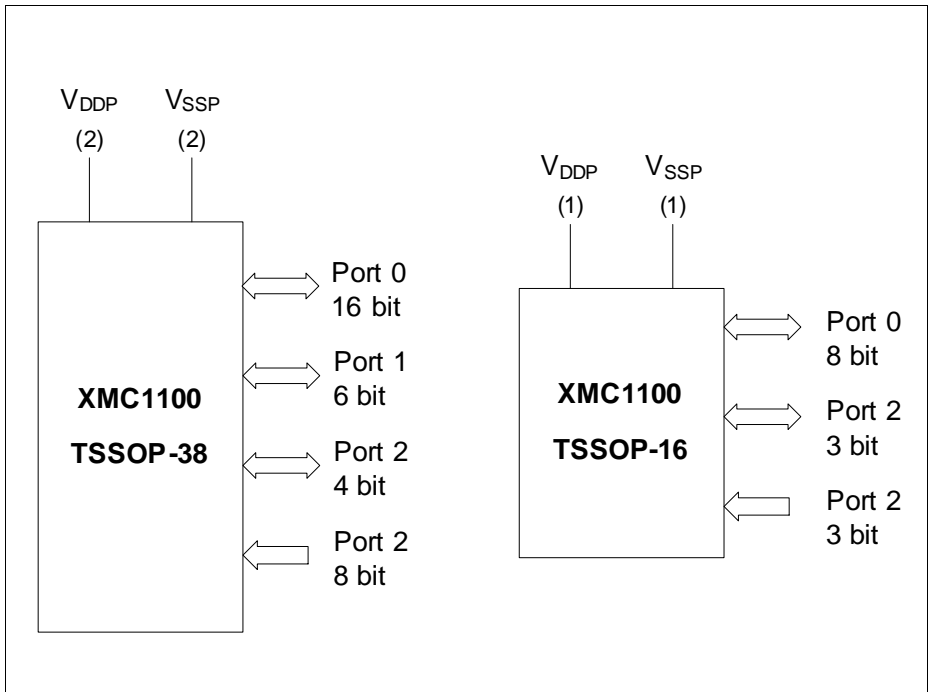 VDDP
VSSP
(2)
(2)
Port 0
16 bit
Port 1
6 bit
XMC1100
TSSOP-38
Port 2
4 bit
Port 2
8 bit
VDDP
VSSP
(1)
(1)
Port 0
8 bit
XMC1100
TSSOP-16
Port 2
3 bit
Port 2
3 bit